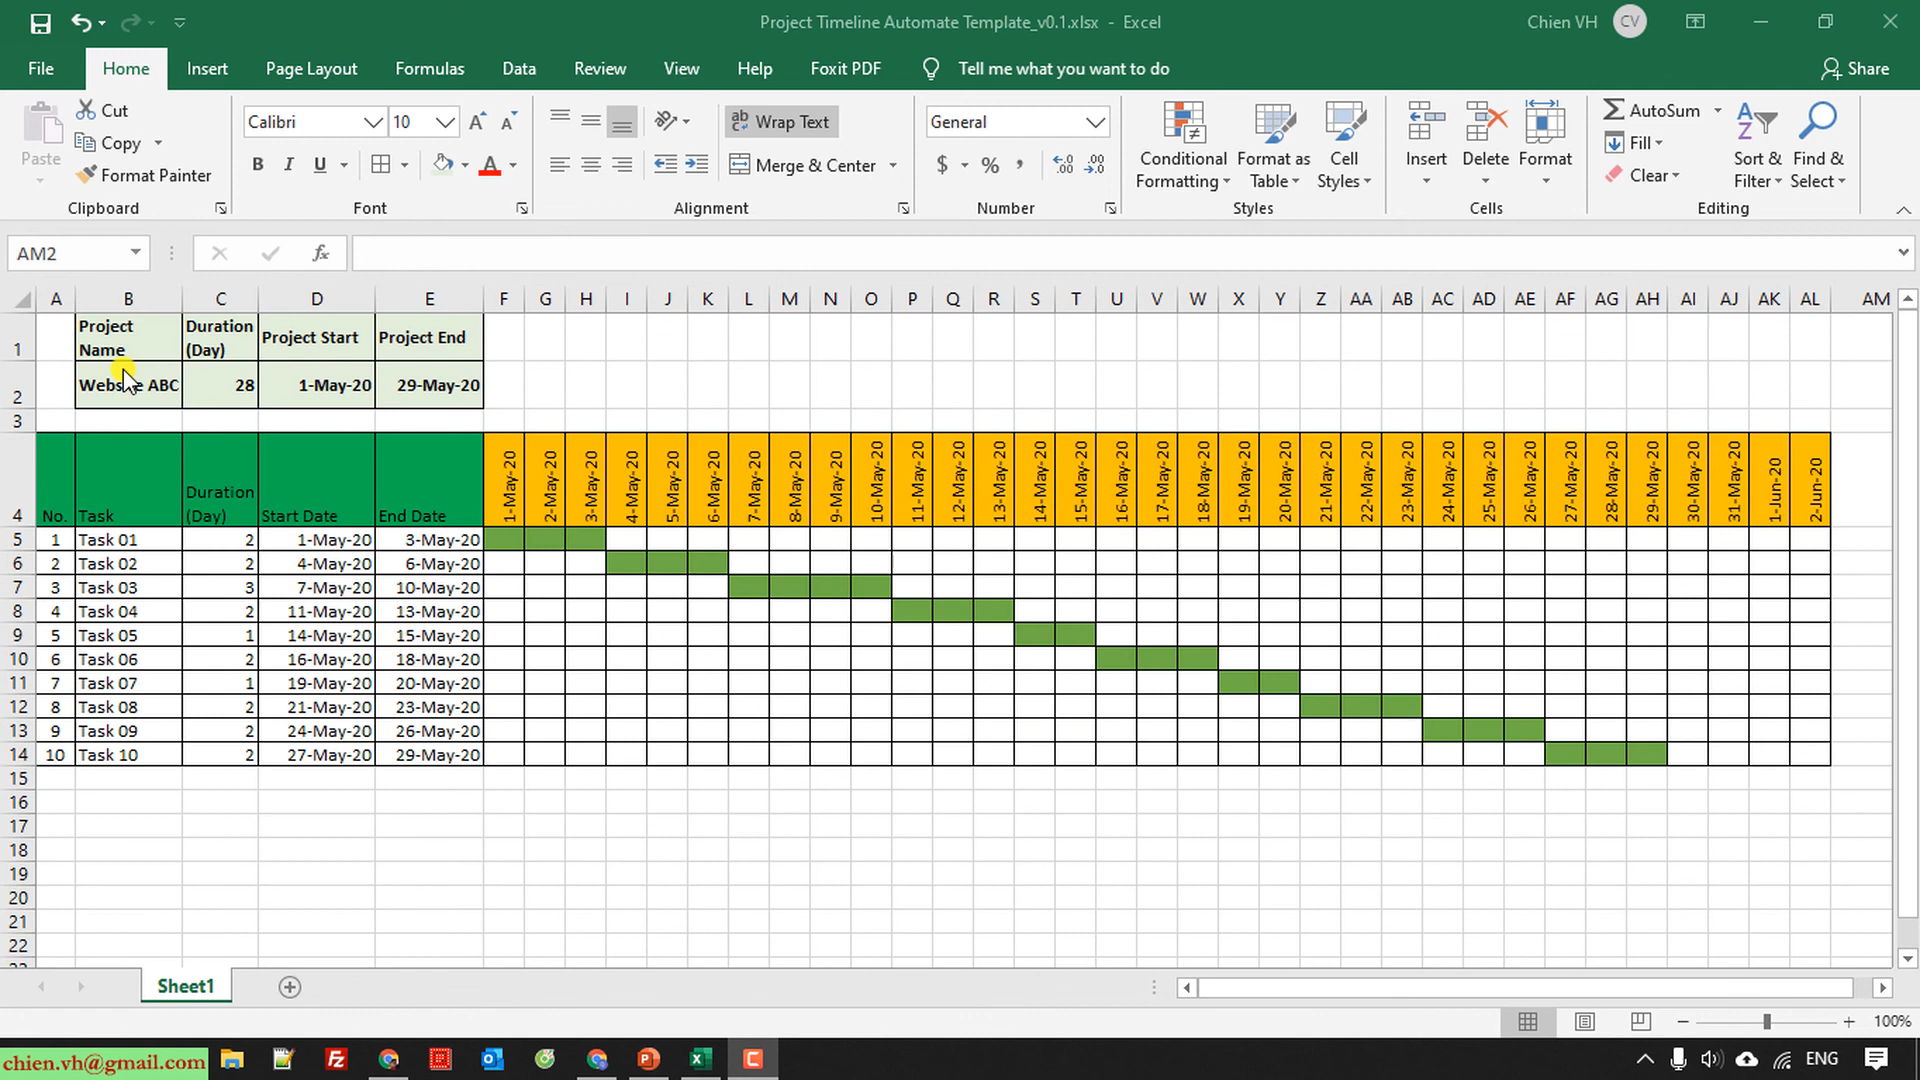 Project Timeline Automate Template_v0.1.xlsx - Excel
Chien VH
CV
File Home Insert Page Layout Formulas Data Review View Help Foxit PDF Tell me what you want to do Share
Paste
Cut
Copy
Format Painter
Clipboard
Calibri 10
B I U
Font
Wrap Text
Merge & Center
Alignment
General
$ % ,
Number
Conditional Formatting
Format as Table
Cell Styles
Styles
Insert Delete Format
Cells
AutoSum
Fill
Clear
Sort & Filter
Find & Select
Editing
AM2
fx
A B C D E F G H I J K L M N O P Q R S T U V W X Y Z AA AB AC AD AE AF AG AH AI AJ AK AL AM
1 Project Name Duration (Day) Project Start Project End
2 Website ABC 28 1-May-20 29-May-20
3
4 No. Task Duration (Day) Start Date End Date 1-May-20 2-May-20 3-May-20 4-May-20 5-May-20 6-May-20 7-May-20 8-May-20 9-May-20 10-May-20 11-May-20 12-May-20 13-May-20 14-May-20 15-May-20 16-May-20 17-May-20 18-May-20 19-May-20 20-May-20 21-May-20 22-May-20 23-May-20 24-May-20 25-May-20 26-May-20 27-May-20 28-May-20 29-May-20 30-May-20 31-May-20 1-Jun-20 2-Jun-20
5 1 Task 01 2 1-May-20 3-May-20
6 2 Task 02 2 4-May-20 6-May-20
7 3 Task 03 3 7-May-20 10-May-20
8 4 Task 04 2 11-May-20 13-May-20
9 5 Task 05 1 14-May-20 15-May-20
10 6 Task 06 2 16-May-20 18-May-20
11 7 Task 07 1 19-May-20 20-May-20
12 8 Task 08 2 21-May-20 23-May-20
13 9 Task 09 2 24-May-20 26-May-20
14 10 Task 10 2 27-May-20 29-May-20
15
16
17
18
19
20
21
22
Sheet1
100%
chien.vh@gmail.com
ENG